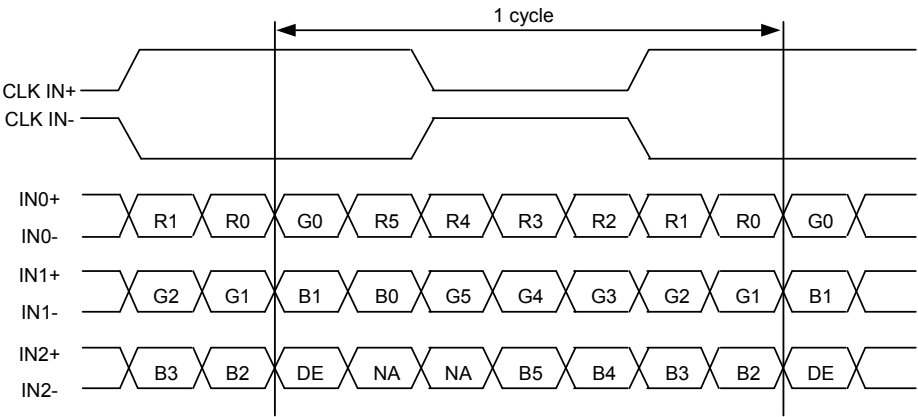 1 cycle
CLK IN+
CLK IN-
IN0+
R1 R0 G0 R5 R4 R3 R2 R1 R0 G0
IN0-
IN1+
G2 G1 B1 B0 G5 G4 G3 G2 G1 B1
IN1-
IN2+
B3 B2 DE NA NA B5 B4 B3 B2 DE
IN2-